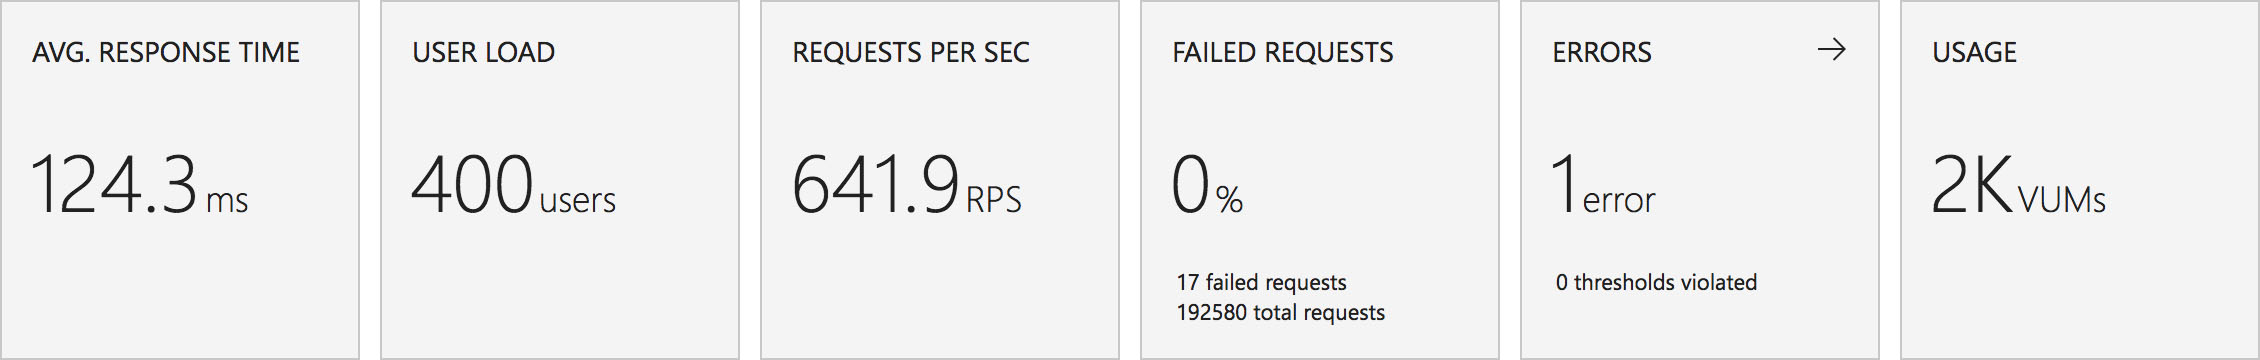 AVG. RESPONSE TIME
124.3 ms
USER LOAD
400 users
REQUESTS PER SEC
641.9 RPS
FAILED REQUESTS
0 %
17 failed requests
192580 total requests
ERRORS
1 error
0 thresholds violated
USAGE
2K VUMs